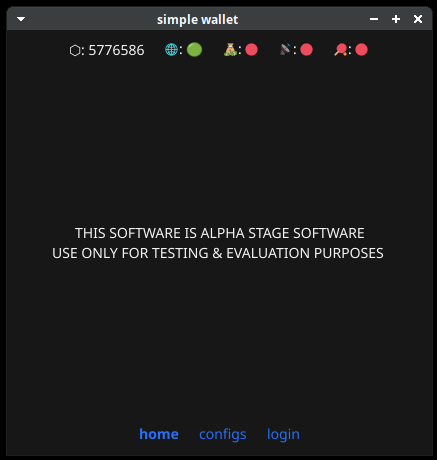 simple wallet
⬡: 5776586 🌐: 🟢 💰: 🔴 📡: 🔴 🏓: 🔴
THIS SOFTWARE IS ALPHA STAGE SOFTWARE
USE ONLY FOR TESTING & EVALUATION PURPOSES
home configs login